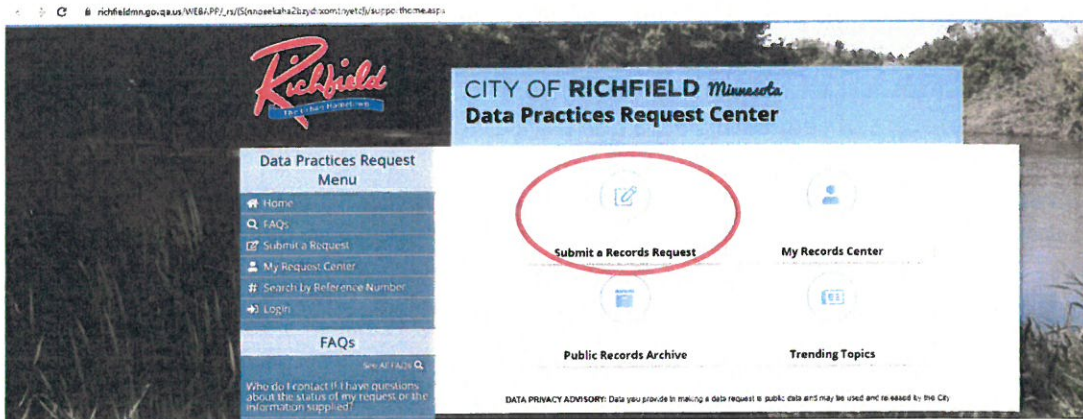 Richfield
The Urban Hometown
CITY OF RICHFIELD Minnesota
Data Practices Request Center
Data Practices Request
Menu
Home
FAQs
Submit a Request
My Request Center
# Search by Reference Number
Login
FAQs
See All FAQs
Who do I contact if I have questions
about the status of my request or the
information supplied?
Submit a Records Request
My Records Center
Public Records Archive
Trending Topics
DATA PRIVACY ADVISORY: Data you provide in making a data request is public data and may be used and released by the City